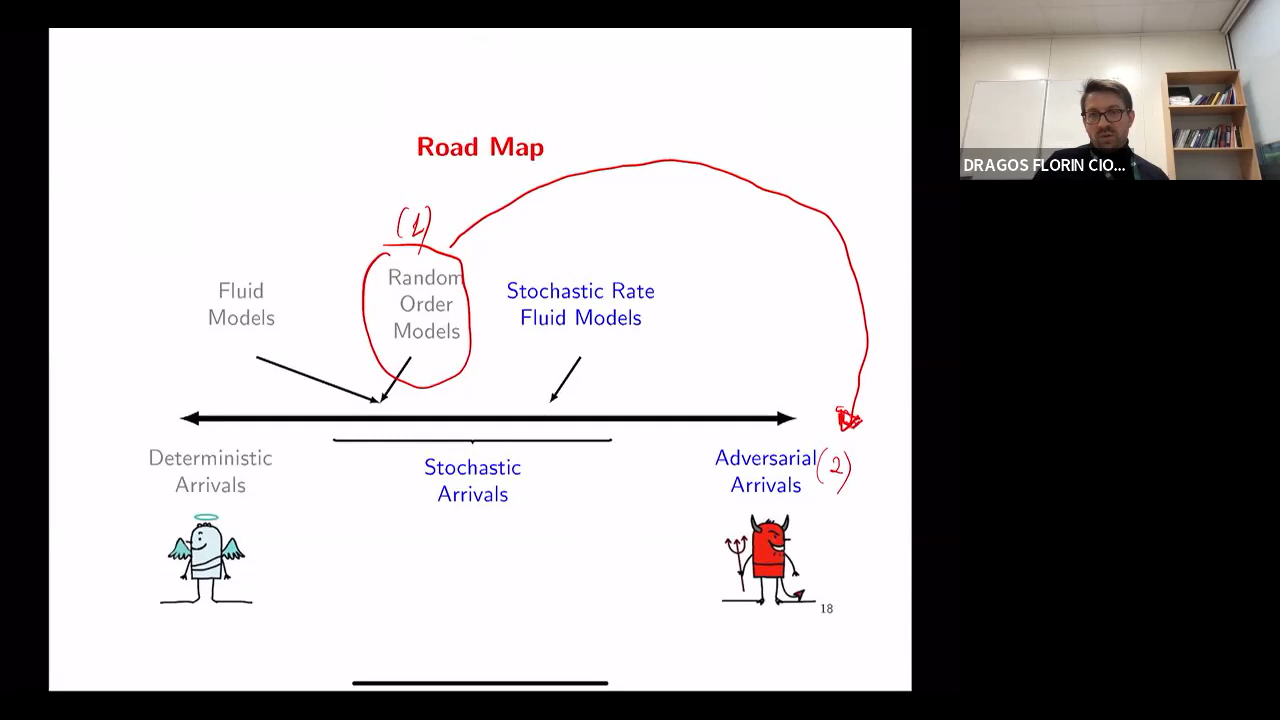 Road Map
(1)
Fluid
Models
Random
Order
Models
Stochastic Rate
Fluid Models
Deterministic
Arrivals
Stochastic
Arrivals
Adversarial (2)
Arrivals
18
DRAGOS FLORIN CIO...